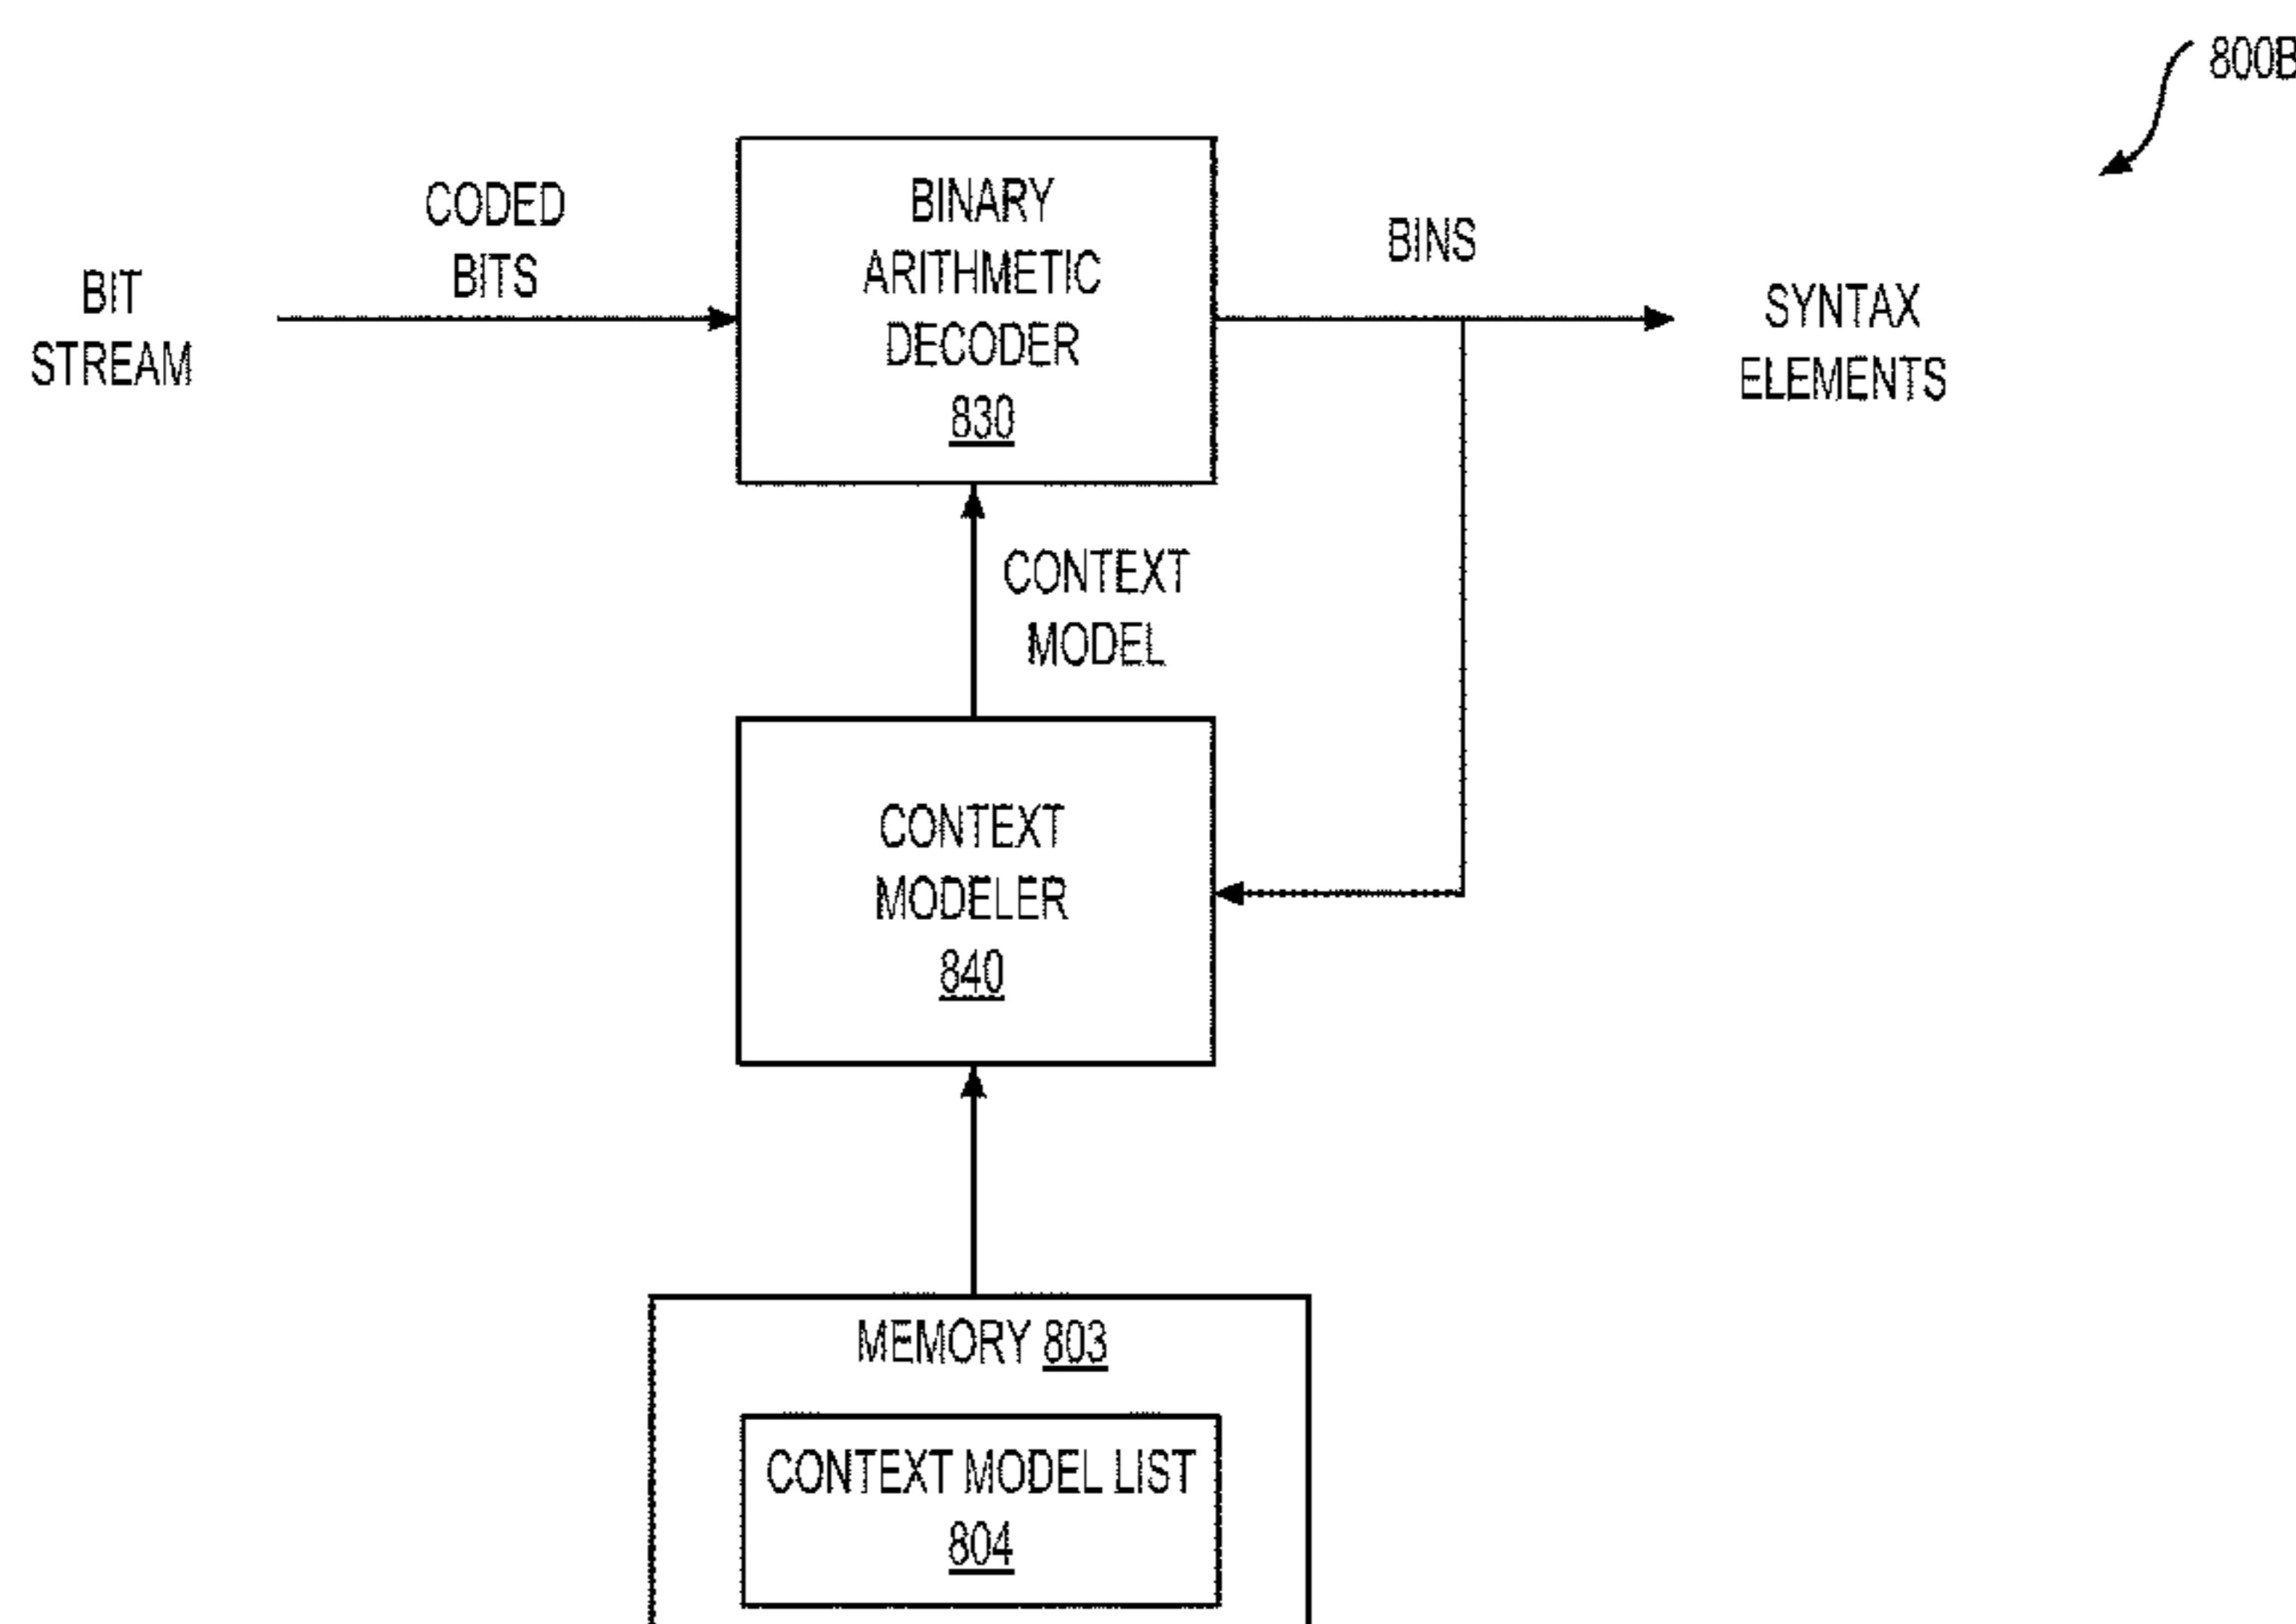 800B
CODED
BITS
BIT
STREAM
BINARY
ARITHMETIC
DECODER
830
BINS
SYNTAX
ELEMENTS
CONTEXT
MODEL
CONTEXT
MODELER
840
MEMORY 803
CONTEXT MODEL LIST
804